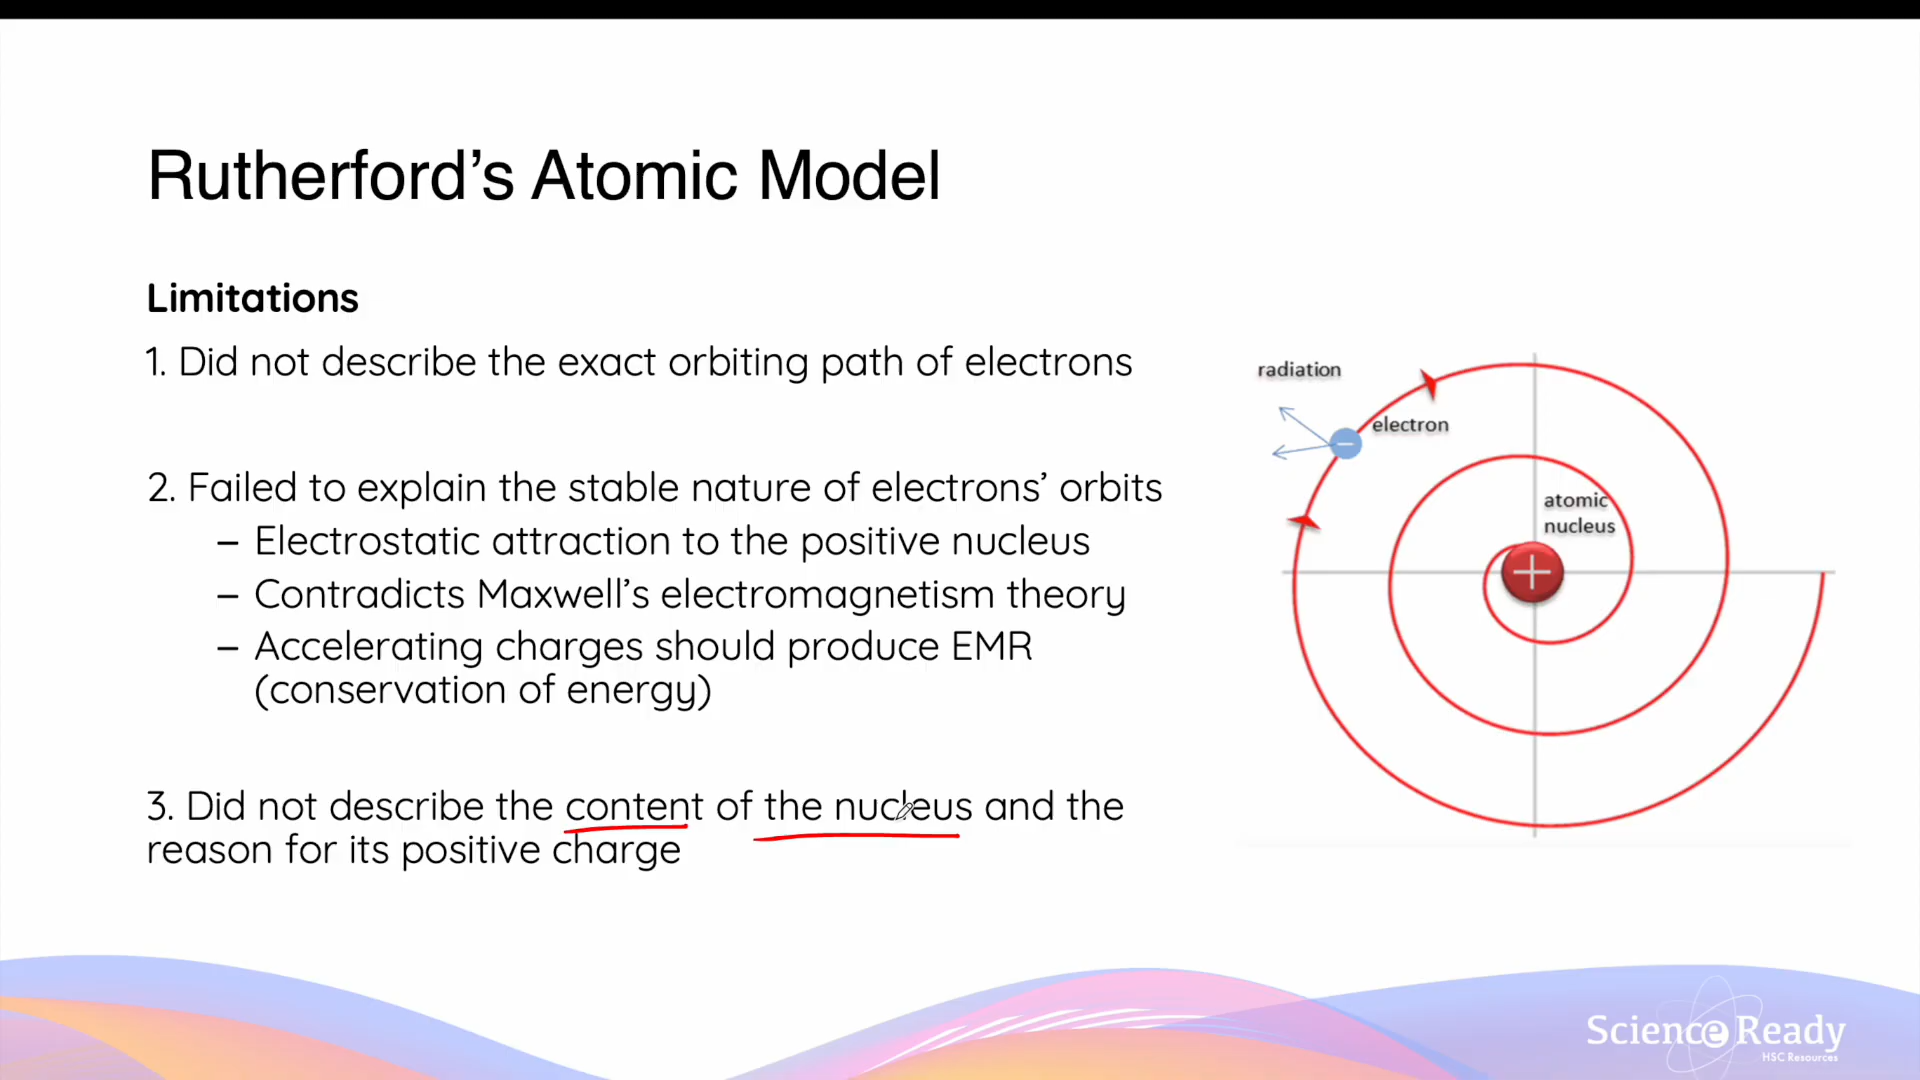 Rutherford’s Atomic Model
Limitations
1. Did not describe the exact orbiting path of electrons
2. Failed to explain the stable nature of electrons’ orbits
– Electrostatic attraction to the positive nucleus
– Contradicts Maxwell’s electromagnetism theory
– Accelerating charges should produce EMR
(conservation of energy)
3. Did not describe the content of the nucleus and the
reason for its positive charge
radiation
electron
atomic
nucleus
Science Ready
HSC Resources